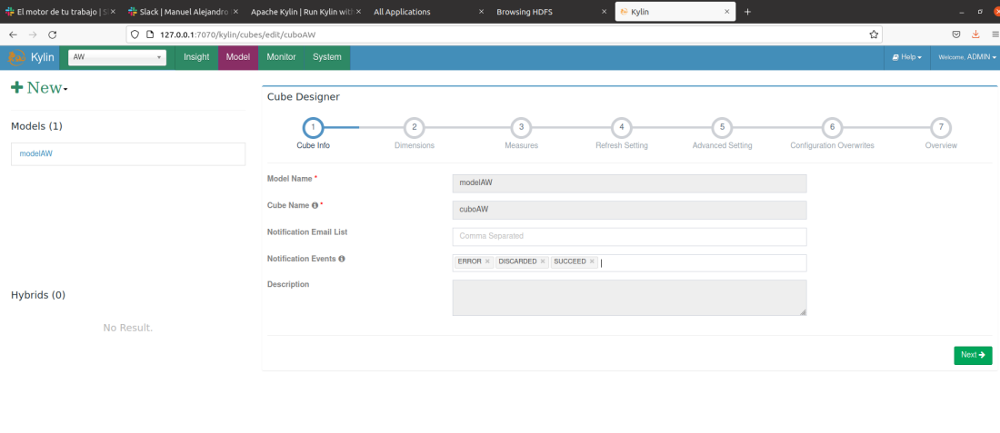 El motor de tu trabajo | S
Slack | Manuel Alejandro
Apache Kylin | Run Kylin with
All Applications
Browsing HDFS
Kylin
127.0.0.1:7070/kylin/cubes/edit/cuboAW
Kylin
AW
Insight
Model
Monitor
System
Help
Welcome, ADMIN
New
Models (1)
modelAW
Hybrids (0)
No Result.
Cube Designer
1 2 3 4 5 6 7
Cube Info Dimensions Measures Refresh Setting Advanced Setting Configuration Overwrites Overview
Model Name *
modelAW
Cube Name *
cuboAW
Notification Email List
Comma Separated
Notification Events
ERROR × DISCARDED × SUCCEED ×
Description
Next